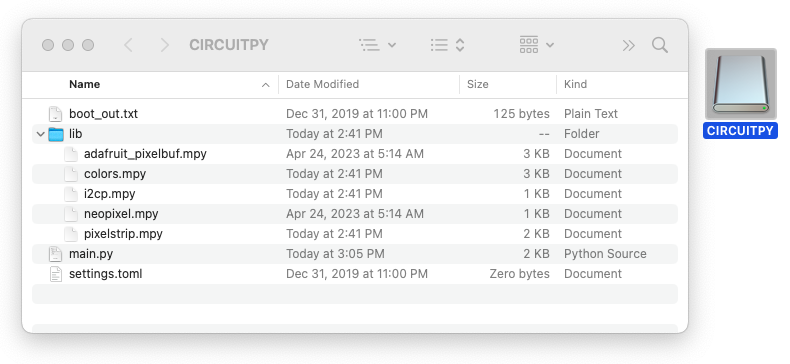 CIRCUITPY
Name Date Modified Size Kind
boot_out.txt Dec 31, 2019 at 11:00 PM 125 bytes Plain Text
lib Today at 2:41 PM -- Folder
adafruit_pixelbuf.mpy Apr 24, 2023 at 5:14 AM 3 KB Document
colors.mpy Today at 2:41 PM 3 KB Document
i2cp.mpy Today at 2:41 PM 1 KB Document
neopixel.mpy Apr 24, 2023 at 5:14 AM 1 KB Document
pixelstrip.mpy Today at 2:41 PM 2 KB Document
main.py Today at 3:05 PM 2 KB Python Source
settings.toml Dec 31, 2019 at 11:00 PM Zero bytes Document
CIRCUITPY